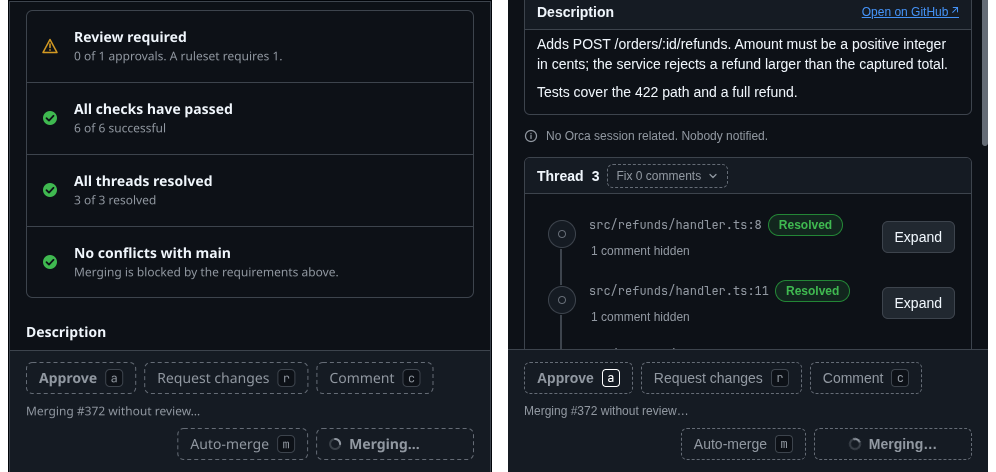 Review required
0 of 1 approvals. A ruleset requires 1.
All checks have passed
6 of 6 successful
All threads resolved
3 of 3 resolved
No conflicts with main
Merging is blocked by the requirements above.
Description
Approve a
Request changes r
Comment c
Merging #372 without review...
Auto-merge m
Merging...
Description
Open on GitHub ↗
Adds POST /orders/:id/refunds. Amount must be a positive integer
in cents; the service rejects a refund larger than the captured total.
Tests cover the 422 path and a full refund.
No Orca session related. Nobody notified.
Thread 3
Fix 0 comments
src/refunds/handler.ts:8 Resolved
1 comment hidden
Expand
src/refunds/handler.ts:11 Resolved
1 comment hidden
Expand
Approve a
Request changes r
Comment c
Merging #372 without review…
Auto-merge m
Merging…